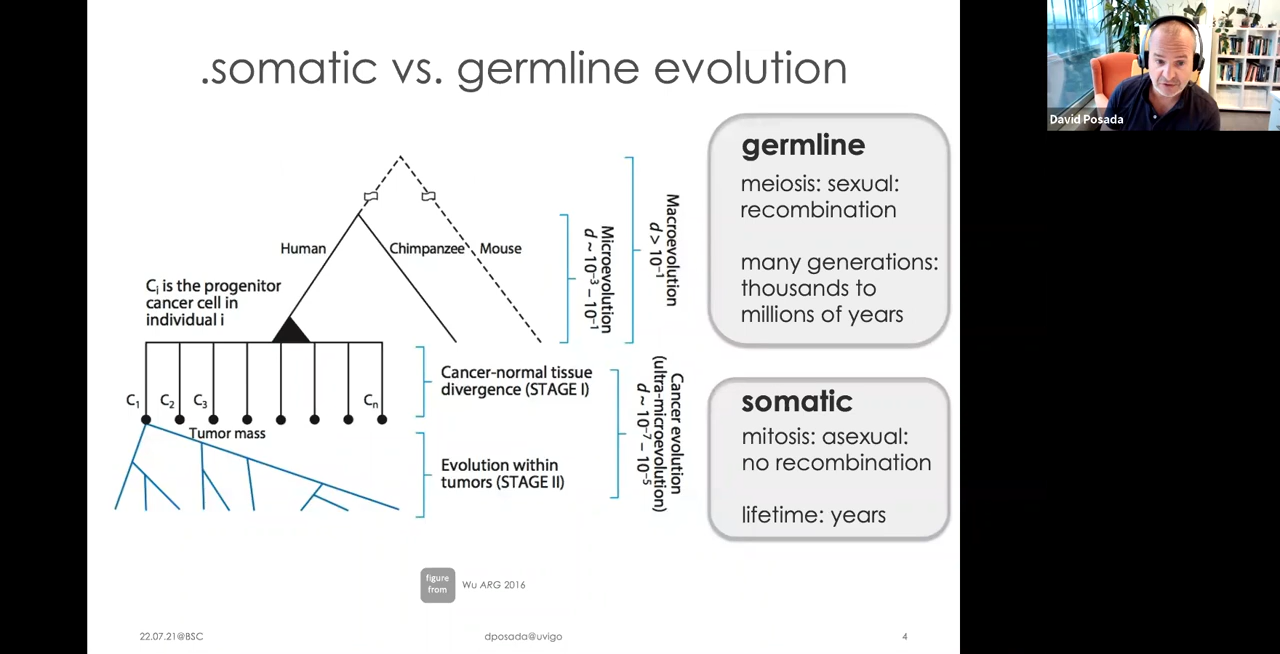 .somatic vs. germline evolution
David Posada
Human
Chimpanzee
Mouse
C₁ is the progenitor
cancer cell in
individual i
Microevolution
d ~ 10⁻³ – 10⁻¹
Macroevolution
d > 10⁻¹
C₁
C₂
C₃
Cₙ
Tumor mass
Cancer-normal tissue
divergence (STAGE I)
Evolution within
tumors (STAGE II)
Cancer evolution
(ultra-microevolution)
d ~ 10⁻⁷ – 10⁻⁵
germline
meiosis: sexual:
recombination
many generations:
thousands to
millions of years
somatic
mitosis: asexual:
no recombination
lifetime: years
figure
from
Wu ARG 2016
22.07.21@BSC
dposada@uvigo
4